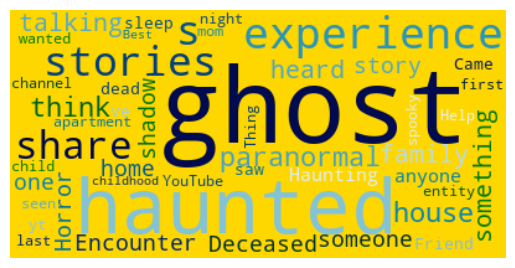 talking sleep night
wanted Best mom s experience
channel stories heard story Came
dead first
think ve shadow ghost Thing spooky Help something
apartment
share paranormal family
child home saw Haunting anyone
one childhood YouTube entity
seen haunted house
yt Horror
last Encounter Deceased someone Friend